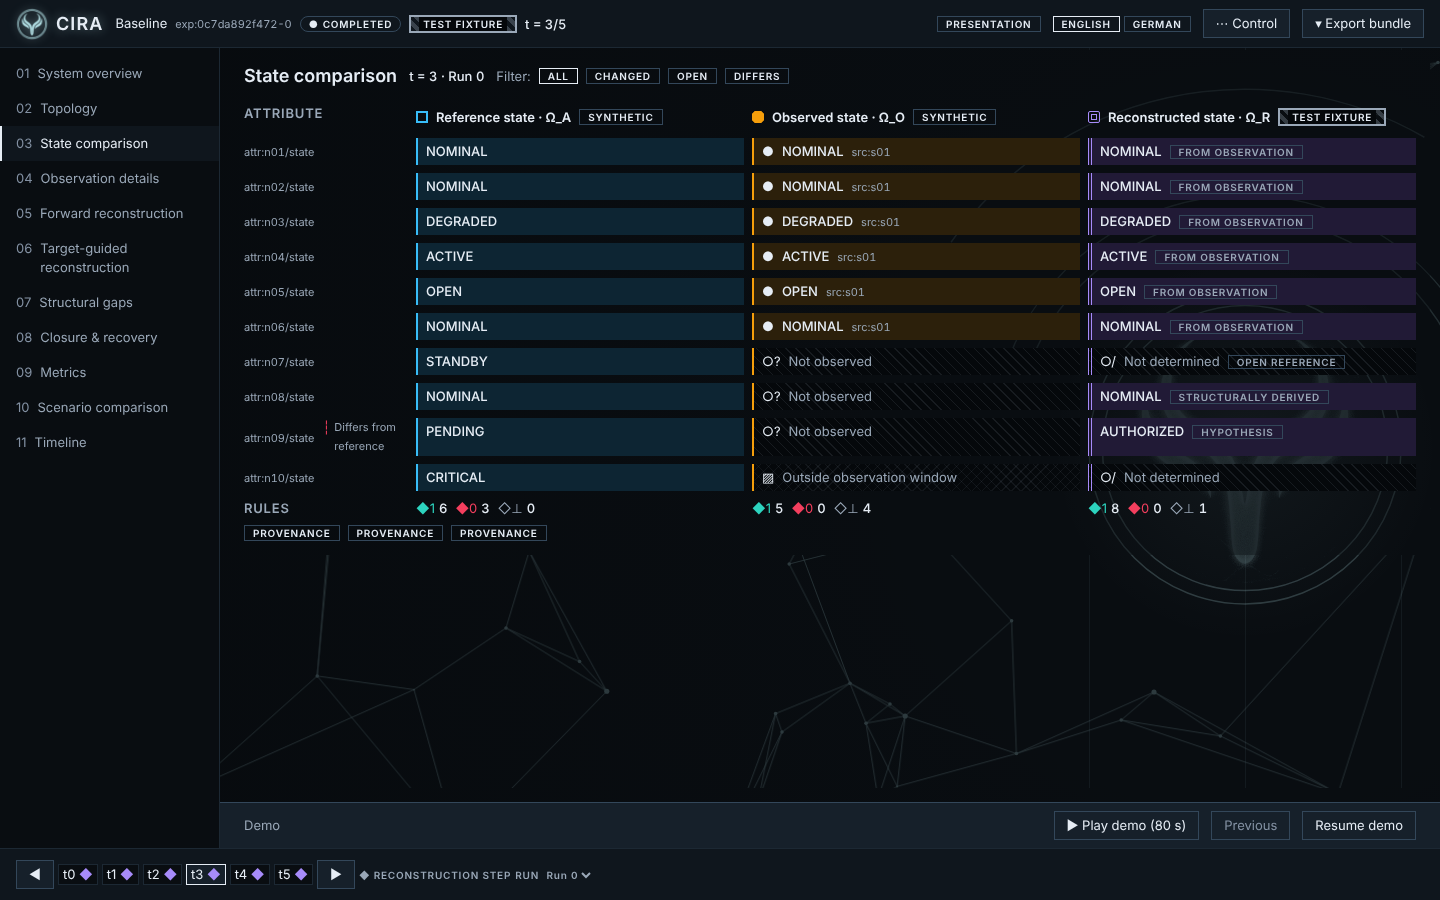 CIRA Baseline exp:0c7da892f472-0 ● COMPLETED TEST FIXTURE t = 3/5 PRESENTATION ENGLISH GERMAN ··· Control ▾ Export bundle
01 System overview
02 Topology
03 State comparison
04 Observation details
05 Forward reconstruction
06 Target-guided
reconstruction
07 Structural gaps
08 Closure & recovery
09 Metrics
10 Scenario comparison
11 Timeline
State comparison t = 3 · Run 0 Filter: ALL CHANGED OPEN DIFFERS
ATTRIBUTE Reference state · Ω_A SYNTHETIC Observed state · Ω_O SYNTHETIC Reconstructed state · Ω_R TEST FIXTURE
attr:n01/state NOMINAL ● NOMINAL src:s01 NOMINAL FROM OBSERVATION
attr:n02/state NOMINAL ● NOMINAL src:s01 NOMINAL FROM OBSERVATION
attr:n03/state DEGRADED ● DEGRADED src:s01 DEGRADED FROM OBSERVATION
attr:n04/state ACTIVE ● ACTIVE src:s01 ACTIVE FROM OBSERVATION
attr:n05/state OPEN ● OPEN src:s01 OPEN FROM OBSERVATION
attr:n06/state NOMINAL ● NOMINAL src:s01 NOMINAL FROM OBSERVATION
attr:n07/state STANDBY ○? Not observed ○/ Not determined OPEN REFERENCE
attr:n08/state NOMINAL ○? Not observed NOMINAL STRUCTURALLY DERIVED
attr:n09/state Differs from
reference PENDING ○? Not observed AUTHORIZED HYPOTHESIS
attr:n10/state CRITICAL ▨ Outside observation window ○/ Not determined
RULES ◆1 6 ◆0 3 ◇⊥ 0 ◆1 5 ◆0 0 ◇⊥ 4 ◆1 8 ◆0 0 ◇⊥ 1
PROVENANCE PROVENANCE PROVENANCE
Demo ▶ Play demo (80 s) Previous Resume demo
◀ t0 ◆ t1 ◆ t2 ◆ t3 ◆ t4 ◆ t5 ◆ ▶ ◆ RECONSTRUCTION STEP RUN Run 0